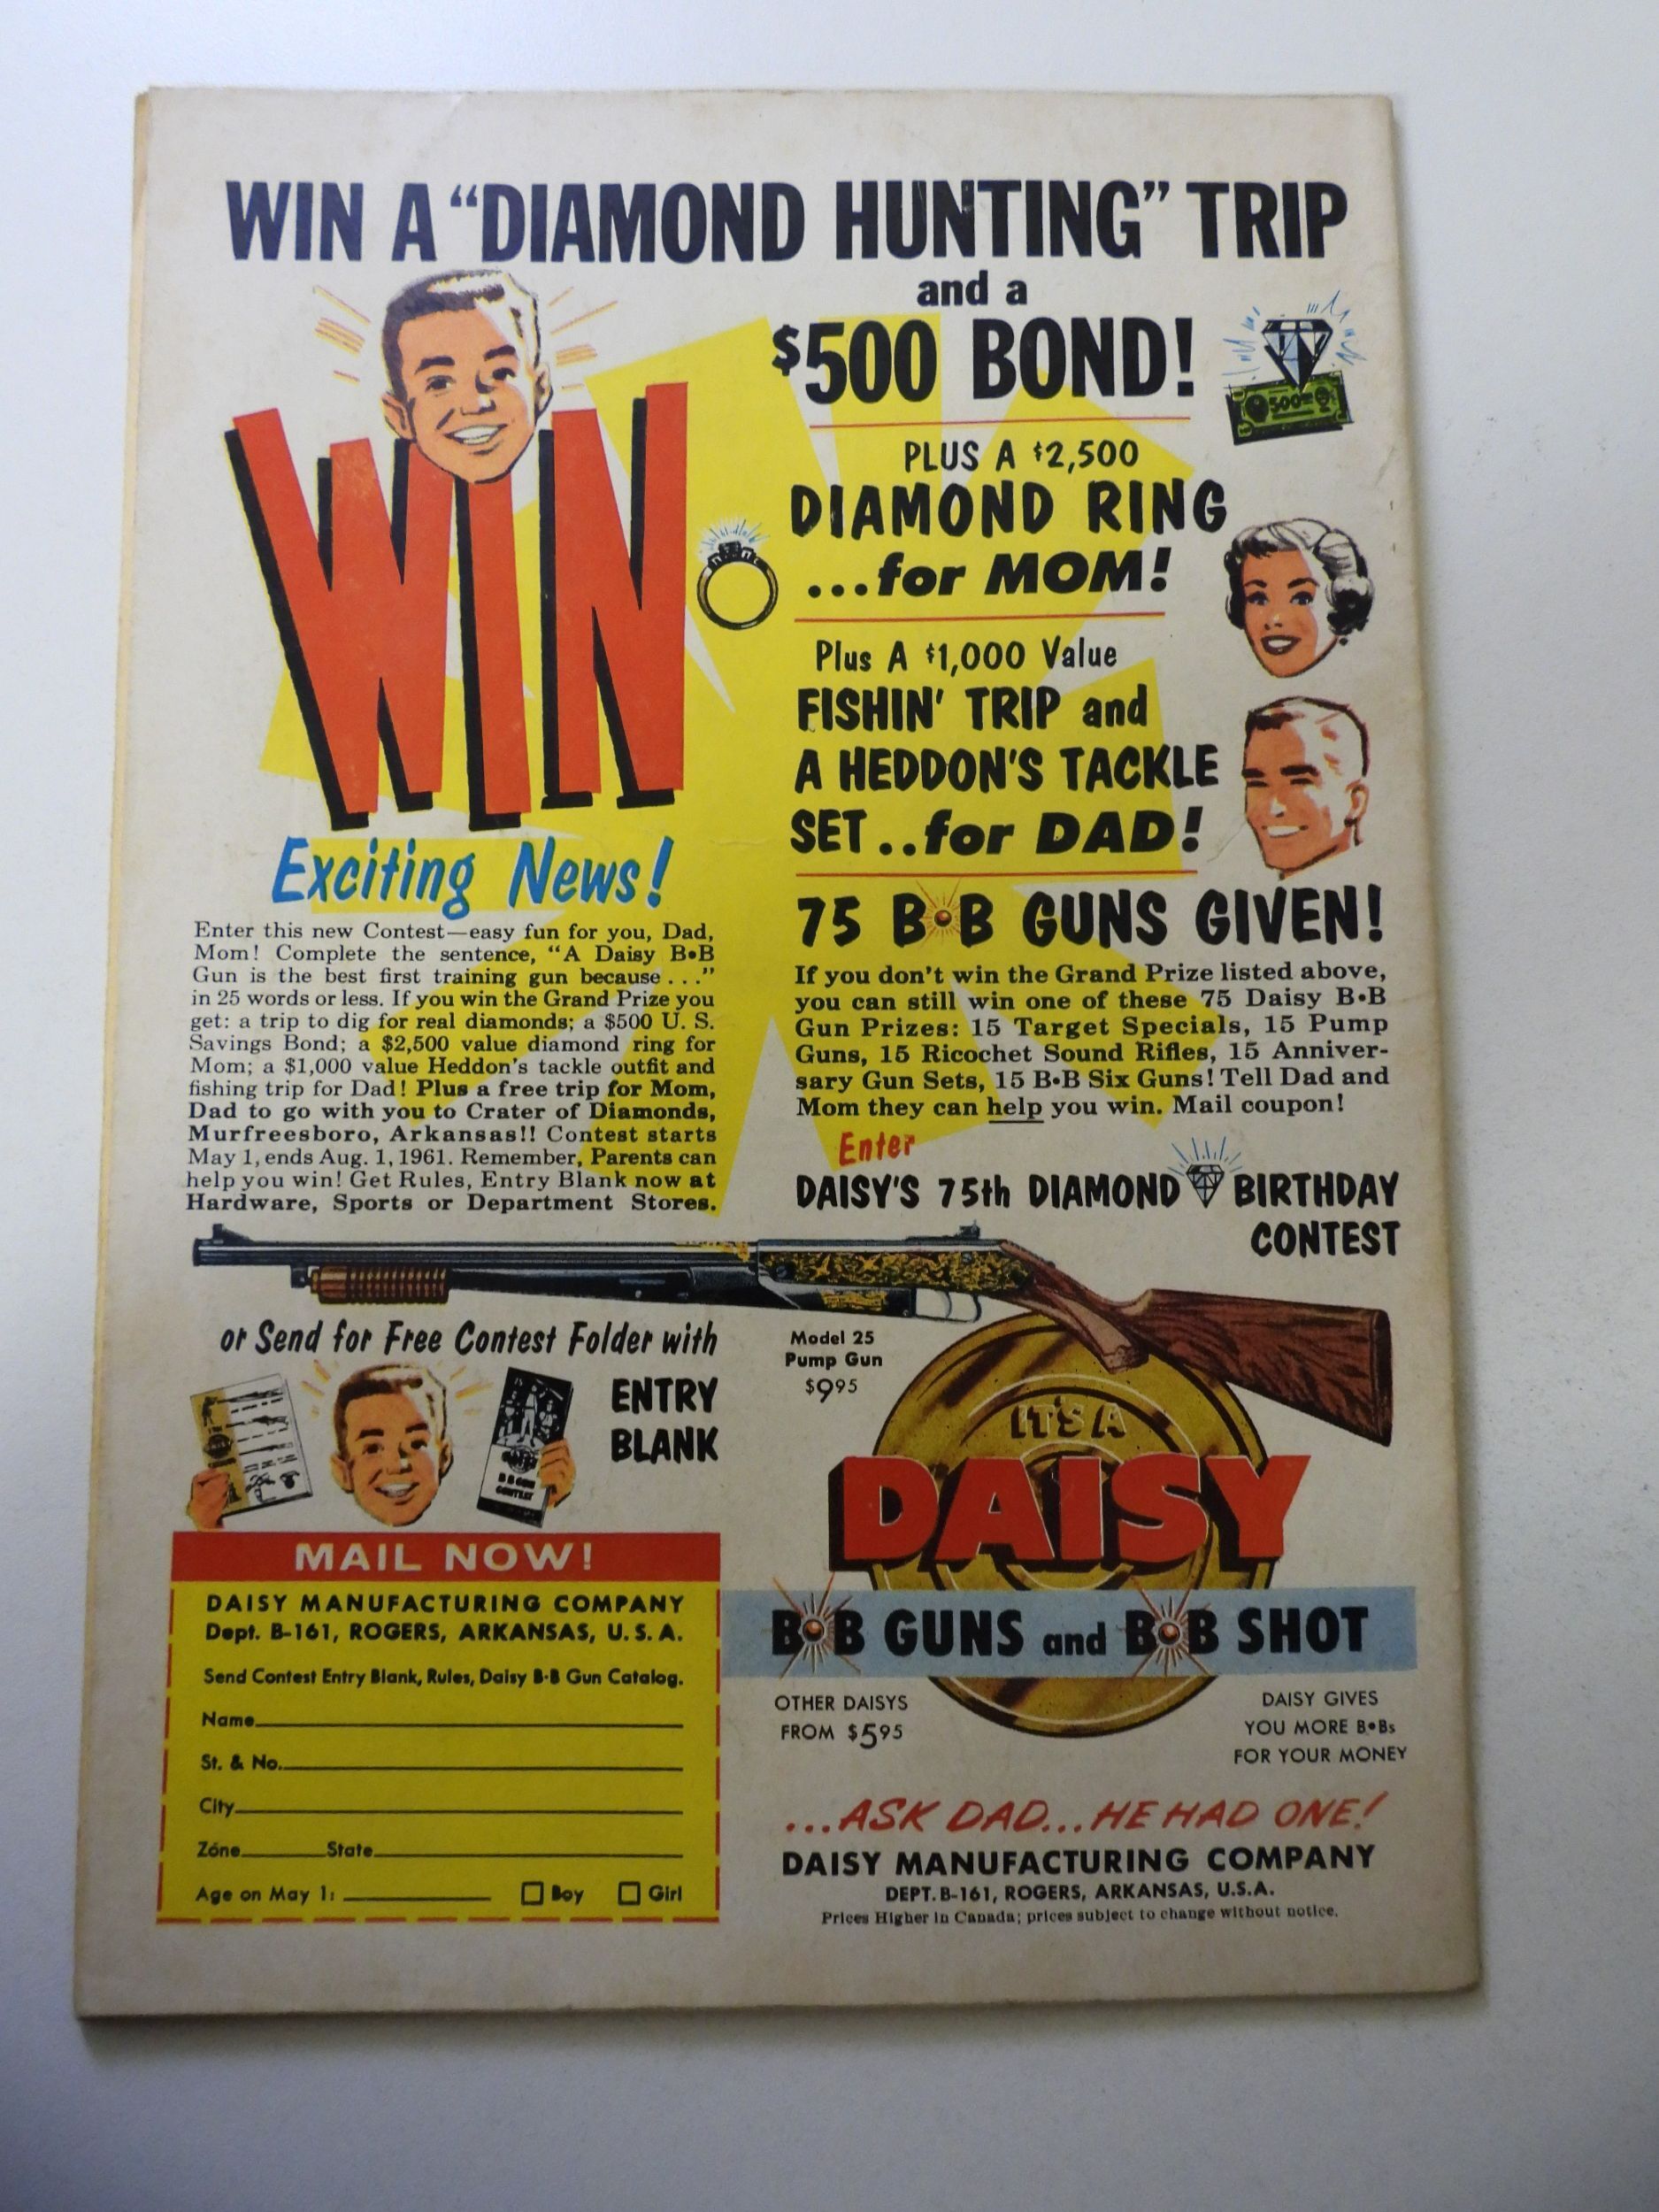 WIN A “DIAMOND HUNTING” TRIP
and a
$500 BOND!
500
PLUS A $2,500
DIAMOND RING
...for MOM!
Plus A $1,000 Value
FISHIN' TRIP and
A HEDDON'S TACKLE
SET..for DAD!
WIN
Exciting News!
Enter this new Contest—easy fun for you, Dad,
Mom! Complete the sentence, “A Daisy B•B
Gun is the best first training gun because...”
in 25 words or less. If you win the Grand Prize you
get: a trip to dig for real diamonds; a $500 U. S.
Savings Bond; a $2,500 value diamond ring for
Mom; a $1,000 value Heddon's tackle outfit and
fishing trip for Dad! Plus a free trip for Mom,
Dad to go with you to Crater of Diamonds,
Murfreesboro, Arkansas!! Contest starts
May 1, ends Aug. 1, 1961. Remember, Parents can
help you win! Get Rules, Entry Blank now at
Hardware, Sports or Department Stores.
75 B•B GUNS GIVEN!
If you don't win the Grand Prize listed above,
you can still win one of these 75 Daisy B•B
Gun Prizes: 15 Target Specials, 15 Pump
Guns, 15 Ricochet Sound Rifles, 15 Anniver-
sary Gun Sets, 15 B•B Six Guns! Tell Dad and
Mom they can help you win. Mail coupon!
Enter
DAISY'S 75th DIAMOND BIRTHDAY
CONTEST
or Send for Free Contest Folder with
ENTRY
BLANK
B B GUN
CONTEST
Model 25
Pump Gun
$9.95
IT'S A
DAISY
B•B GUNS and B•B SHOT
OTHER DAISYS
FROM $5.95
DAISY GIVES
YOU MORE B•Bs
FOR YOUR MONEY
...ASK DAD...HE HAD ONE!
DAISY MANUFACTURING COMPANY
DEPT. B-161, ROGERS, ARKANSAS, U.S.A.
Prices Higher in Canada; prices subject to change without notice.
MAIL NOW!
DAISY MANUFACTURING COMPANY
Dept. B-161, ROGERS, ARKANSAS, U. S. A.
Send Contest Entry Blank, Rules, Daisy B·B Gun Catalog.
Name
St. & No.
City
Zone State
Age on May 1: Boy Girl